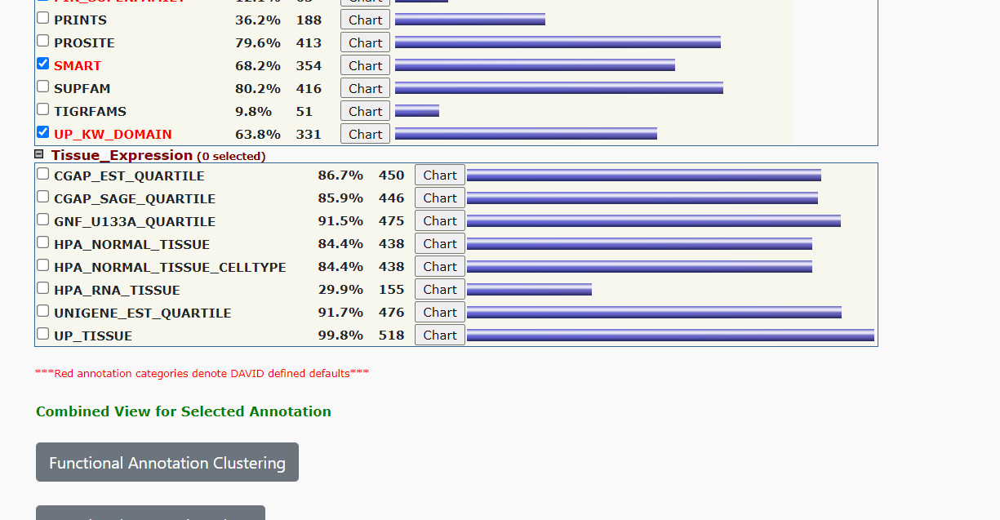 PIR_SUPERFAMILY 12.1% 63 Chart
PRINTS 36.2% 188 Chart
PROSITE 79.6% 413 Chart
SMART 68.2% 354 Chart
SUPFAM 80.2% 416 Chart
TIGRFAMS 9.8% 51 Chart
UP_KW_DOMAIN 63.8% 331 Chart
Tissue_Expression (0 selected)
CGAP_EST_QUARTILE 86.7% 450 Chart
CGAP_SAGE_QUARTILE 85.9% 446 Chart
GNF_U133A_QUARTILE 91.5% 475 Chart
HPA_NORMAL_TISSUE 84.4% 438 Chart
HPA_NORMAL_TISSUE_CELLTYPE 84.4% 438 Chart
HPA_RNA_TISSUE 29.9% 155 Chart
UNIGENE_EST_QUARTILE 91.7% 476 Chart
UP_TISSUE 99.8% 518 Chart
***Red annotation categories denote DAVID defined defaults***
Combined View for Selected Annotation
Functional Annotation Clustering